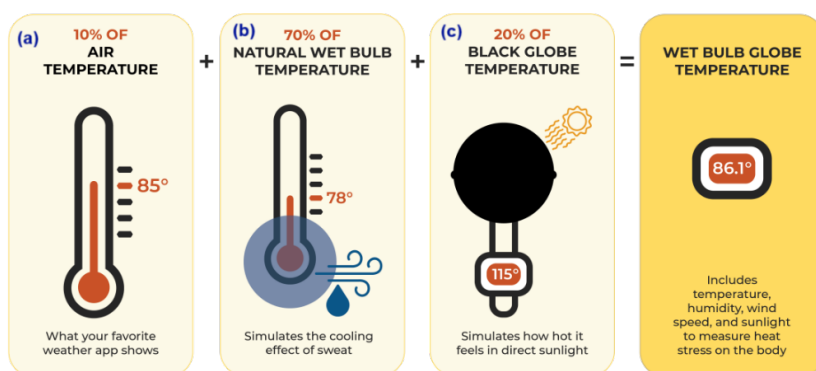 (a)
10% OF
AIR
TEMPERATURE
85°
What your favorite
weather app shows
+
(b)
70% OF
NATURAL WET BULB
TEMPERATURE
78°
Simulates the cooling
effect of sweat
+
(c)
20% OF
BLACK GLOBE
TEMPERATURE
115°
Simulates how hot it
feels in direct sunlight
=
WET BULB GLOBE
TEMPERATURE
86.1°
Includes
temperature,
humidity, wind
speed, and sunlight
to measure heat
stress on the body